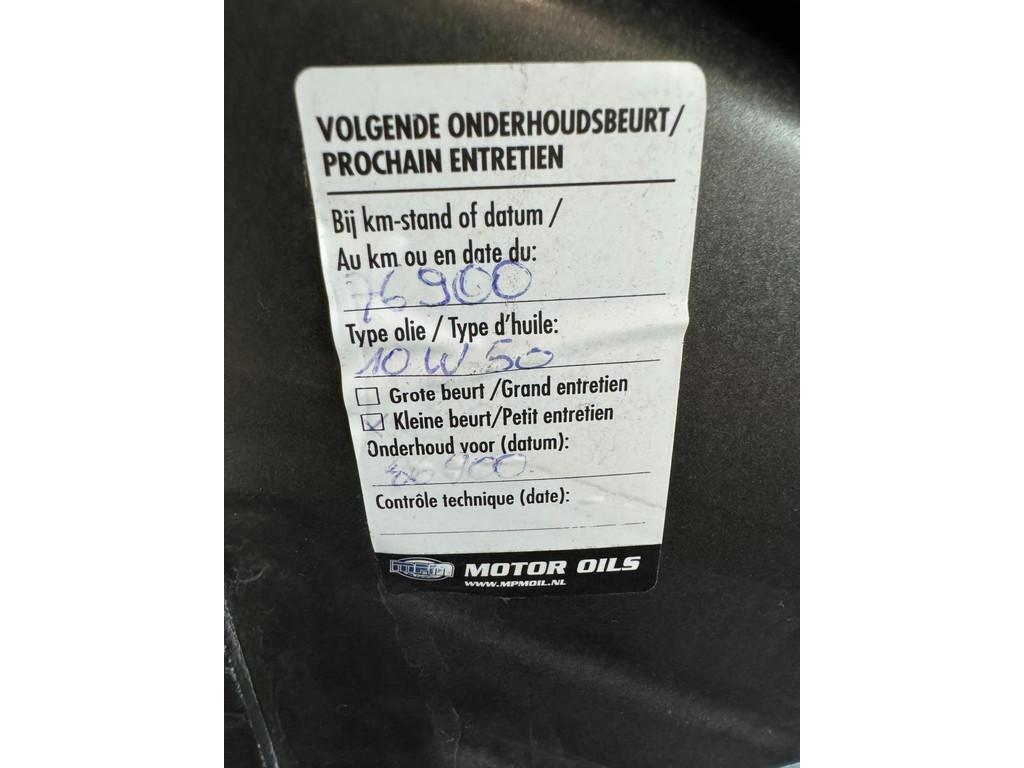 VOLGENDE ONDERHOUDSBEURT/
PROCHAIN ENTRETIEN
Bij km-stand of datum /
Au km ou en date du:
76900
Type olie / Type d'huile:
10 W 50
Grote beurt /Grand entretien
Kleine beurt/Petit entretien
Onderhoud voor (datum):
Contrôle technique (date):
MOTOR OILS
WWW.MPMOIL.NL